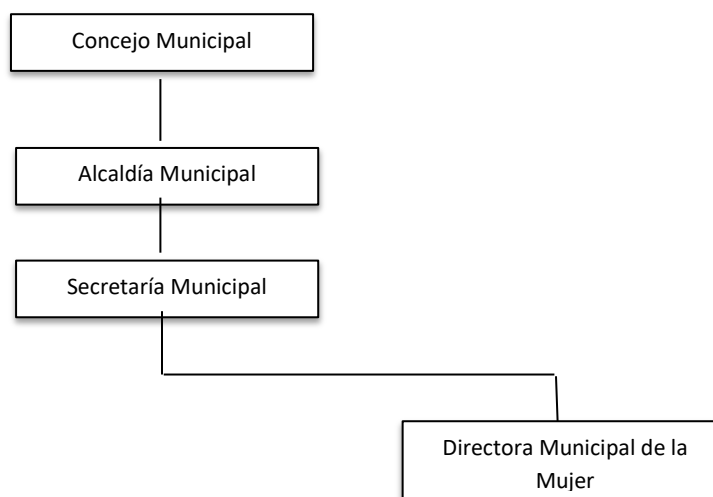 Concejo Municipal
Alcaldía Municipal
Secretaría Municipal
Directora Municipal de la
Mujer